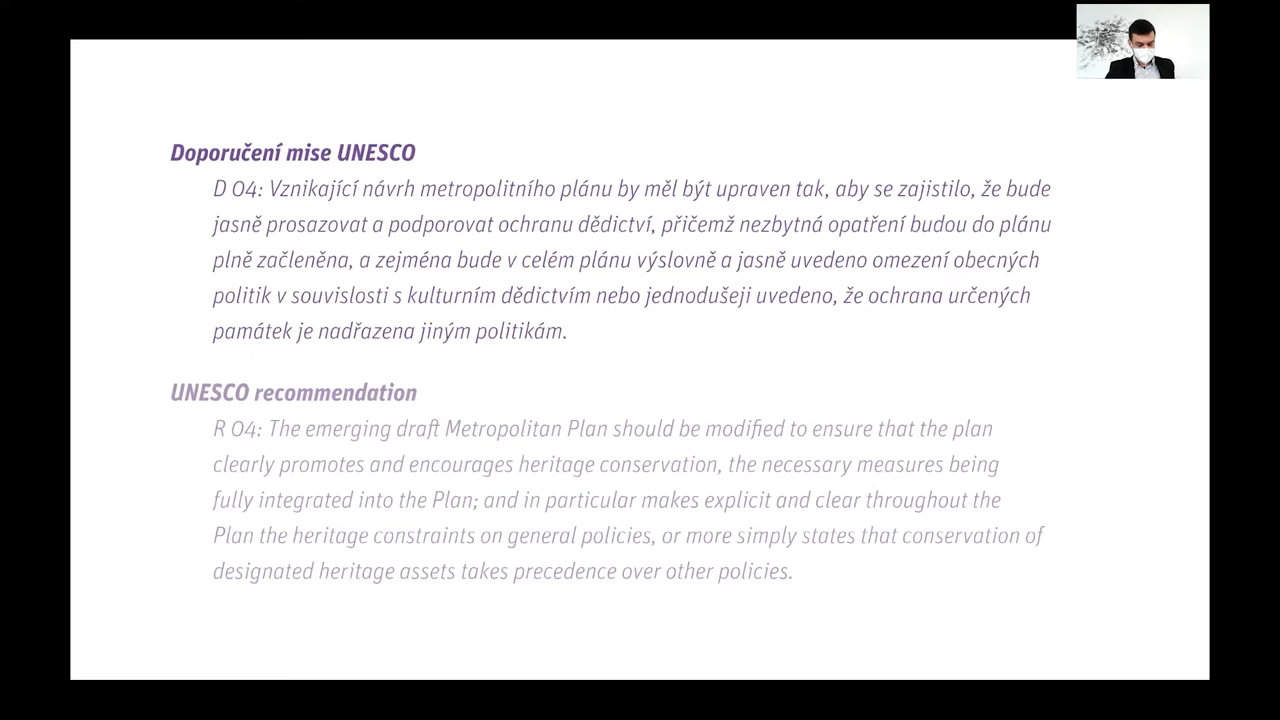 Doporučení mise UNESCO
D 04: Vznikající návrh metropolitního plánu by měl být upraven tak, aby se zajistilo, že bude
jasně prosazovat a podporovat ochranu dědictví, přičemž nezbytná opatření budou do plánu
plně začleněna, a zejména bude v celém plánu výslovně a jasně uvedeno omezení obecných
politik v souvislosti s kulturním dědictvím nebo jednodušeji uvedeno, že ochrana určených
památek je nadřazena jiným politikám.
UNESCO recommendation
R 04: The emerging draft Metropolitan Plan should be modified to ensure that the plan
clearly promotes and encourages heritage conservation, the necessary measures being
fully integrated into the Plan; and in particular makes explicit and clear throughout the
Plan the heritage constraints on general policies, or more simply states that conservation of
designated heritage assets takes precedence over other policies.